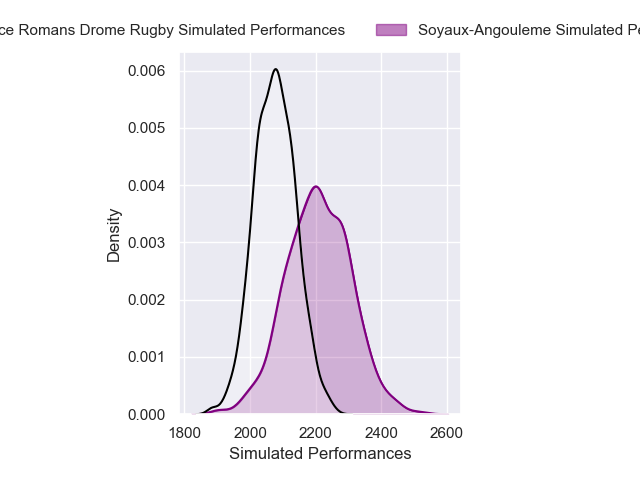 ce Romans Drome Rugby Simulated Performances
Soyaux-Angouleme Simulated Pe
0.006
0.005
0.004
0.003
0.002
0.001
0.000
Density
1800 2000 2200 2400 2600
Simulated Performances